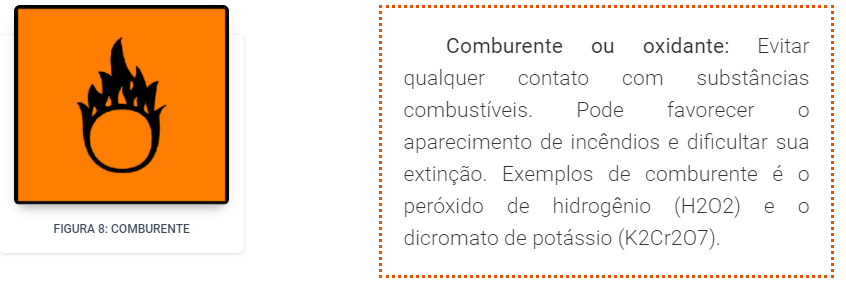 FIGURA 8: COMBURENTE
Comburente ou oxidante: Evitar
qualquer contato com substâncias
combustíveis. Pode favorecer o
aparecimento de incêndios e dificultar sua
extinção. Exemplos de comburente é o
peróxido de hidrogênio (H2O2) e o
dicromato de potássio (K2Cr2O7).